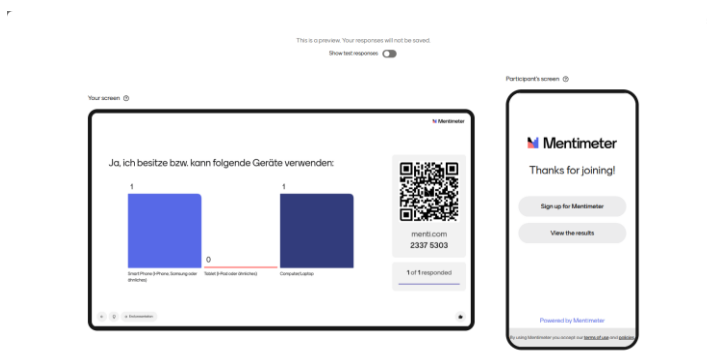 This is a preview. Your responses will not be saved.
Show test responses
Participant's screen
Your screen
Mentimeter
Ja, ich besitze bzw. kann folgende Geräte verwenden:
1
0
1
Smart Phone (I-Phone, Samsung oder ähnliches)
Tablet (I-Pad oder ähnliches)
Computer/Laptop
menti.com
2337 5303
1 of 1 responded
Mentimeter
Thanks for joining!
Sign up for Mentimeter
View the results
Powered by Mentimeter
By using Mentimeter you accept our terms of use and policies